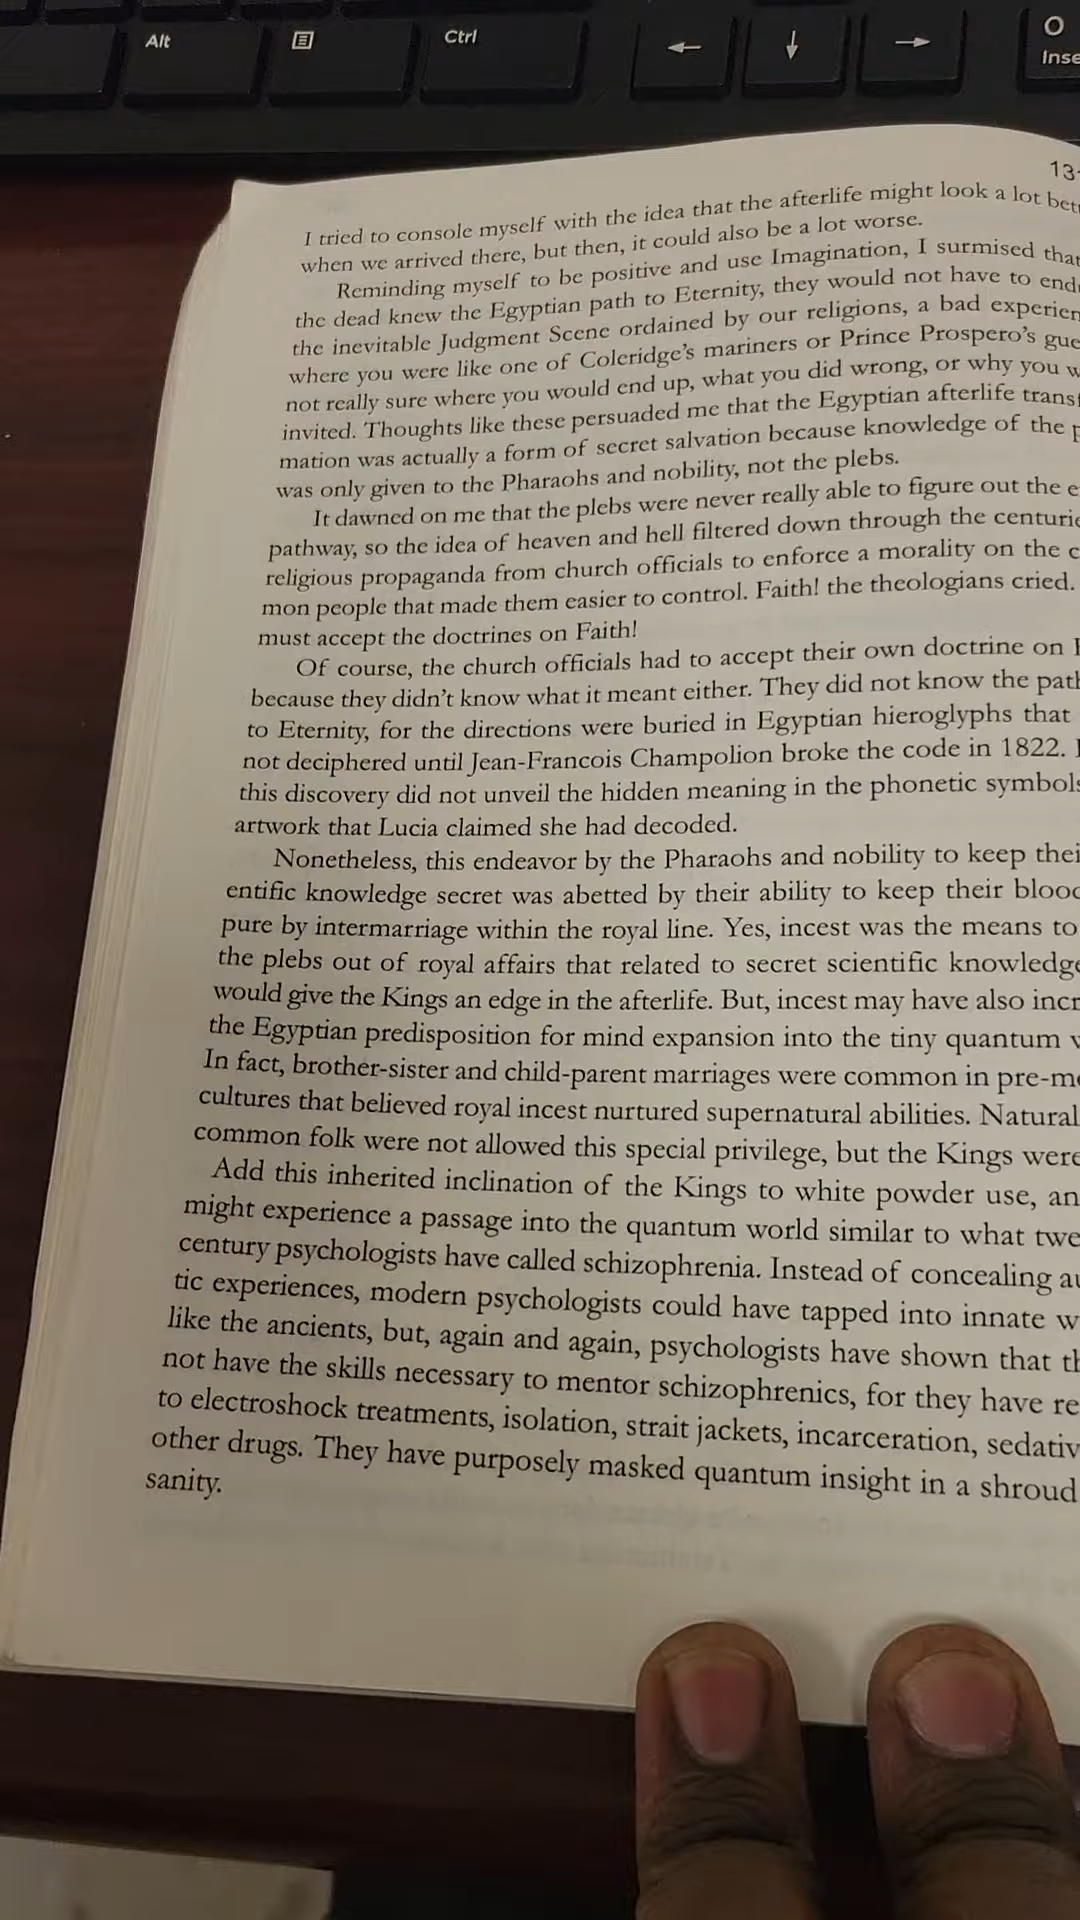 Alt
Ctrl
←
↓
→
O
Inse
13
I tried to console myself with the idea that the afterlife might look a lot bett
when we arrived there, but then, it could also be a lot worse.
Reminding myself to be positive and use Imagination, I surmised that
the dead knew the Egyptian path to Eternity, they would not have to end
the inevitable Judgment Scene ordained by our religions, a bad experien
where you were like one of Coleridge's mariners or Prince Prospero's gue
not really sure where you would end up, what you did wrong, or why you w
invited. Thoughts like these persuaded me that the Egyptian afterlife transf
mation was actually a form of secret salvation because knowledge of the p
was only given to the Pharaohs and nobility, not the plebs.
It dawned on me that the plebs were never really able to figure out the e
pathway, so the idea of heaven and hell filtered down through the centurie
religious propaganda from church officials to enforce a morality on the c
mon people that made them easier to control. Faith! the theologians cried.
must accept the doctrines on Faith!
Of course, the church officials had to accept their own doctrine on F
because they didn't know what it meant either. They did not know the path
to Eternity, for the directions were buried in Egyptian hieroglyphs that
not deciphered until Jean-Francois Champolion broke the code in 1822.
this discovery did not unveil the hidden meaning in the phonetic symbols
artwork that Lucia claimed she had decoded.
Nonetheless, this endeavor by the Pharaohs and nobility to keep thei
entific knowledge secret was abetted by their ability to keep their blood
pure by intermarriage within the royal line. Yes, incest was the means to
the plebs out of royal affairs that related to secret scientific knowledge
would give the Kings an edge in the afterlife. But, incest may have also incr
the Egyptian predisposition for mind expansion into the tiny quantum w
In fact, brother-sister and child-parent marriages were common in pre-mo
cultures that believed royal incest nurtured supernatural abilities. Natural
common folk were not allowed this special privilege, but the Kings were
Add this inherited inclination of the Kings to white powder use, an
might experience a passage into the quantum world similar to what twe
century psychologists have called schizophrenia. Instead of concealing au
tic experiences, modern psychologists could have tapped into innate w
like the ancients, but, again and again, psychologists have shown that th
not have the skills necessary to mentor schizophrenics, for they have re
to electroshock treatments, isolation, strait jackets, incarceration, sedativ
other drugs. They have purposely masked quantum insight in a shroud
sanity.